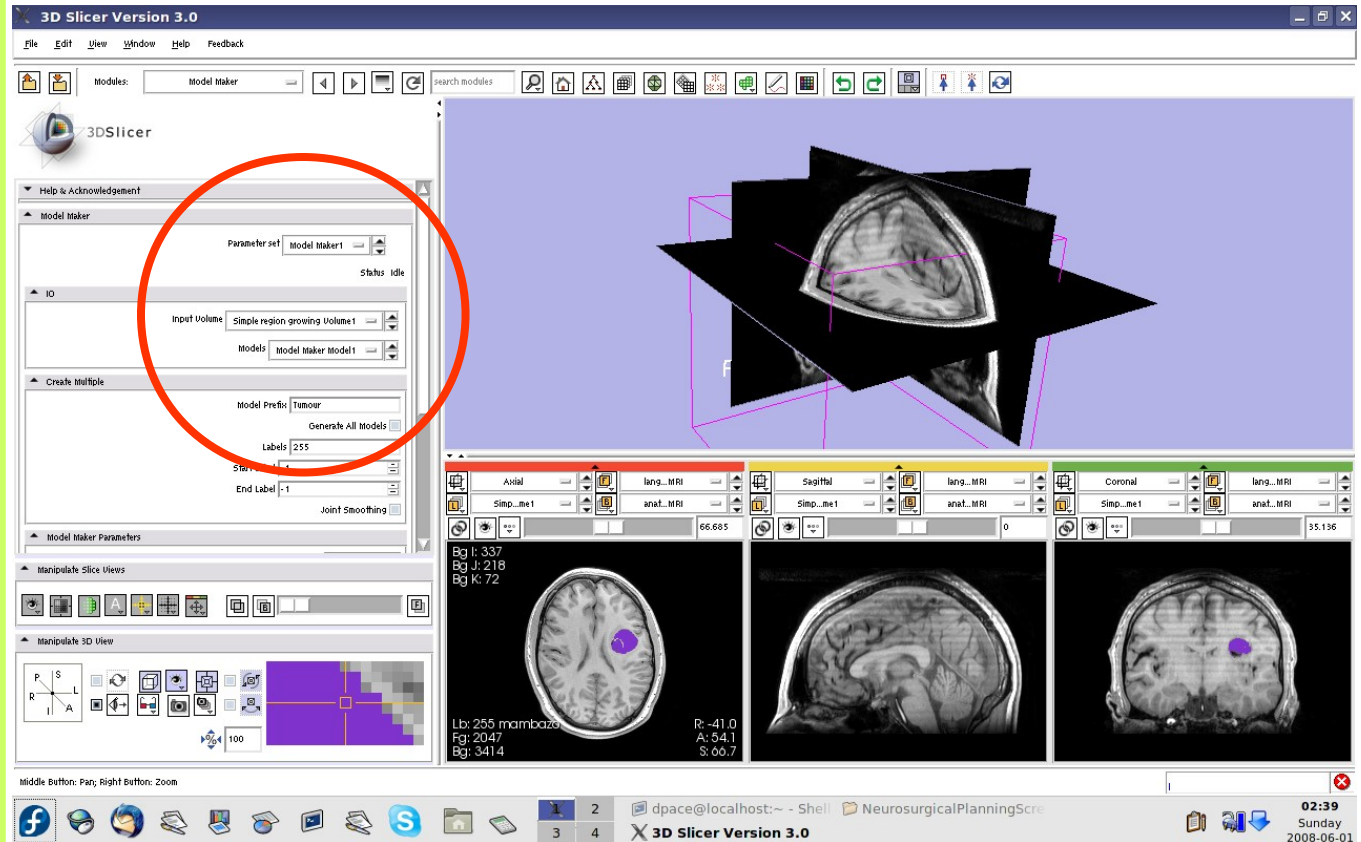 3D Slicer Version 3.0
File Edit View Window Help Feedback
Modules: Model Maker search modules
3DSlicer
Help & Acknowledgement
Model Maker
Parameter set Model Maker1
Status Idle
IO
Input Volume Simple region growing Volume1
Models Model Maker Model1
Create Multiple
Model Prefix Tumour
Generate All Models
Labels 255
Start Label -1
End Label -1
Joint Smoothing
Model Maker Parameters
Manipulate Slice Views
Manipulate 3D View
P S
R L
I A
100
Middle Button: Pan; Right Button: Zoom
F
Axial lang...MRI
Simp...me1 anat...MRI
66.685
Bg I: 337
Bg J: 218
Bg K: 72
Lb: 255 mambazo
Fg: 2047
Bg: 3414
R: -41.0
A: 54.1
S: 66.7
Sagittal lang...MRI
Simp...me1 anat...MRI
0
Coronal lang...MRI
Simp...me1 anat...MRI
35.136
1 2
3 4
dpace@localhost:~ - Shell NeurosurgicalPlanningScre
3D Slicer Version 3.0
02:39
Sunday
2008-06-01